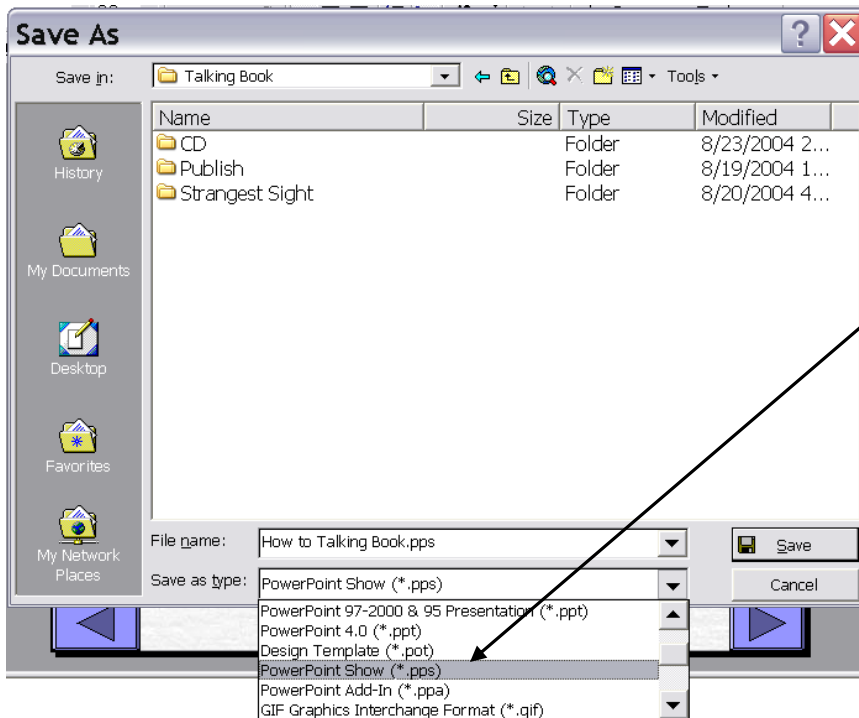 Save As
Save in: Talking Book Tools
Name Size Type Modified
CD Folder 8/23/2004 2...
Publish Folder 8/19/2004 1...
Strangest Sight Folder 8/20/2004 4...
History
My Documents
Desktop
Favorites
My Network
Places
File name: How to Talking Book.pps Save
Save as type: PowerPoint Show (*.pps) Cancel
PowerPoint 97-2000 & 95 Presentation (*.ppt)
PowerPoint 4.0 (*.ppt)
Design Template (*.pot)
PowerPoint Show (*.pps)
PowerPoint Add-In (*.ppa)
GIF Graphics Interchange Format (*.gif)